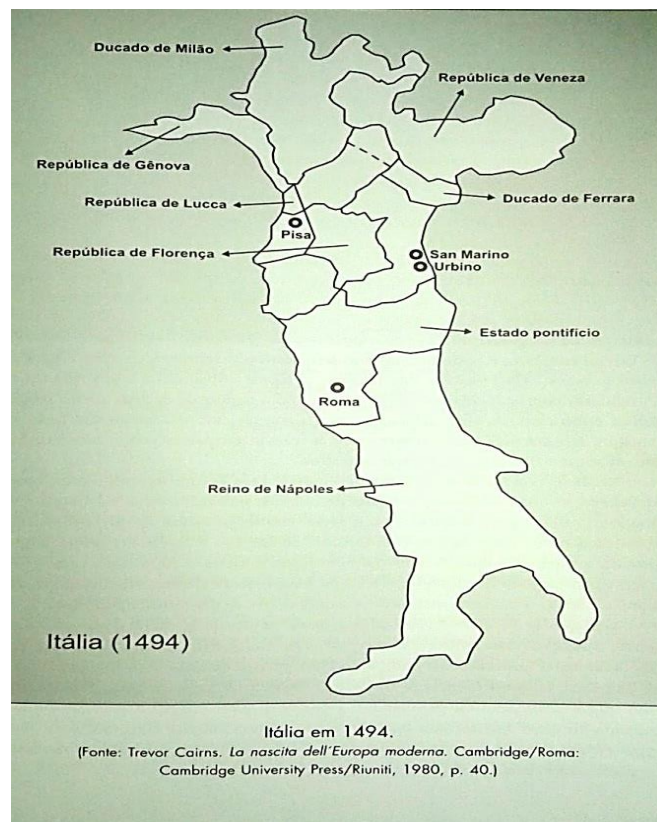 Ducado de Milão
República de Veneza
República de Gênova
República de Lucca
Ducado de Ferrara
Pisa
República de Florença
San Marino
Urbino
Estado pontifício
Roma
Reino de Nápoles
Itália (1494)
Itália em 1494.
(Fonte: Trevor Cairns. La nascita dell'Europa moderna. Cambridge/Roma:
Cambridge University Press/Riuniti, 1980, p. 40.)